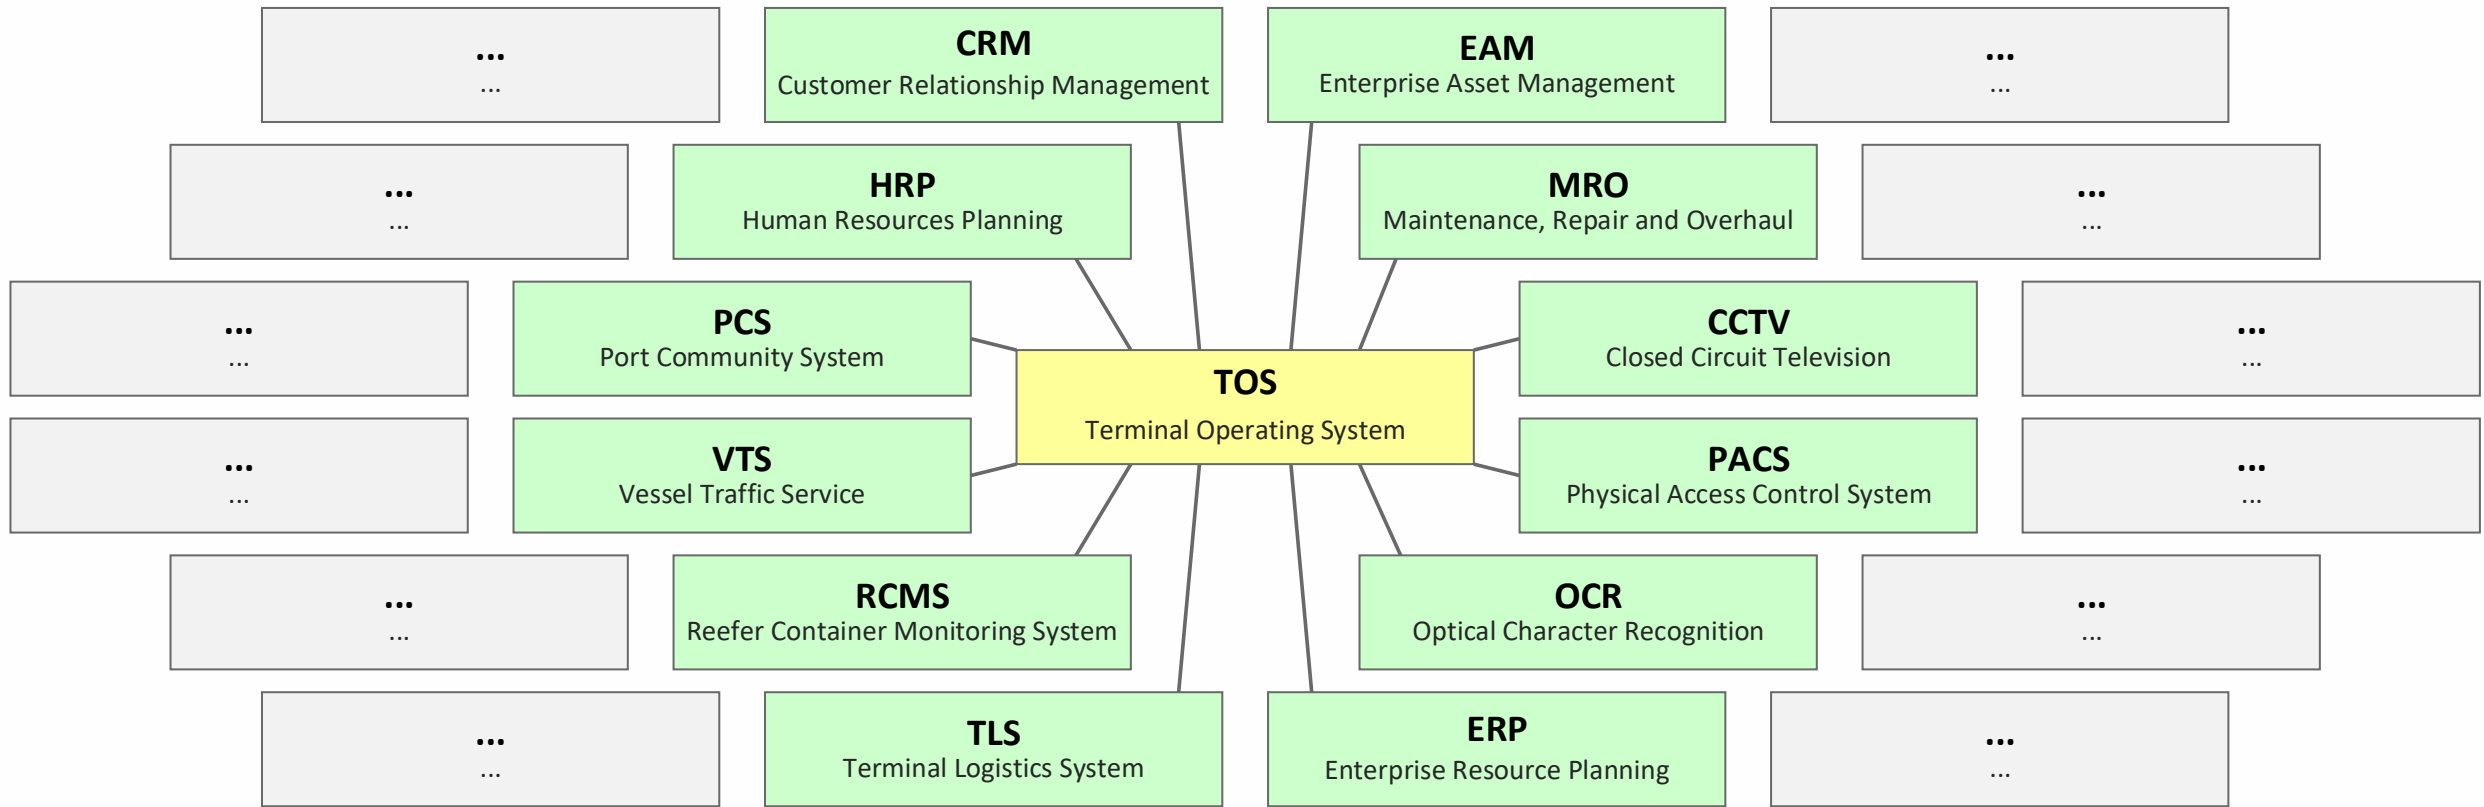 ...
...
CRM
Customer Relationship Management
EAM
Enterprise Asset Management
...
...
...
...
HRP
Human Resources Planning
MRO
Maintenance, Repair and Overhaul
...
...
...
...
PCS
Port Community System
CCTV
Closed Circuit Television
...
...
TOS
Terminal Operating System
...
...
VTS
Vessel Traffic Service
PACS
Physical Access Control System
...
...
...
...
RCMS
Reefer Container Monitoring System
OCR
Optical Character Recognition
...
...
...
...
TLS
Terminal Logistics System
ERP
Enterprise Resource Planning
...
...